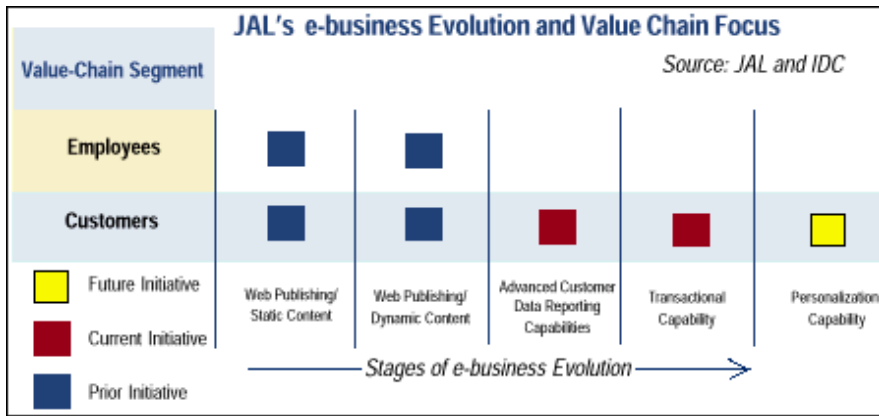 JAL's e-business Evolution and Value Chain Focus
Value-Chain Segment
Source: JAL and IDC
Employees
Customers
Future Initiative
Current Initiative
Prior Initiative
Web Publishing/
Static Content
Web Publishing/
Dynamic Content
Advanced Customer
Data Reporting
Capabilities
Transactional
Capability
Personalization
Capability
Stages of e-business Evolution